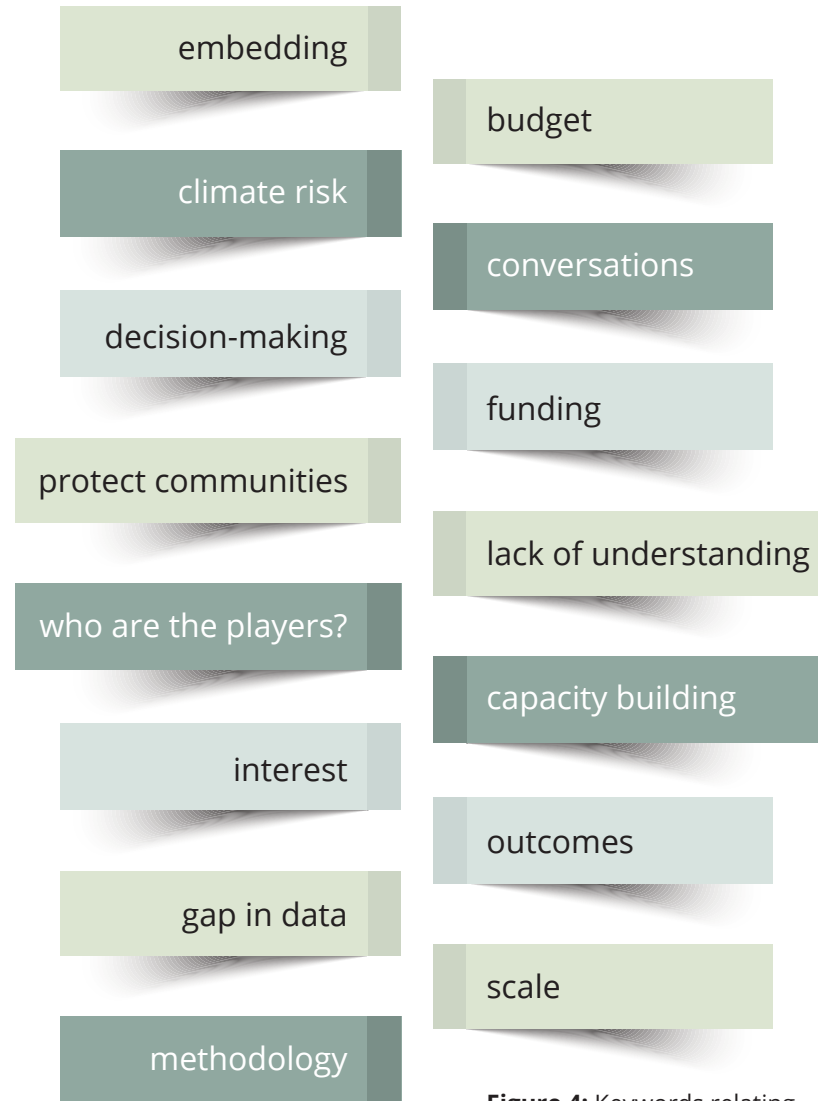 embedding
climate risk
decision-making
protect communities
who are the players?
interest
gap in data
methodology
budget
conversations
funding
lack of understanding
capacity building
outcomes
scale
Figure 4: Keywords relating